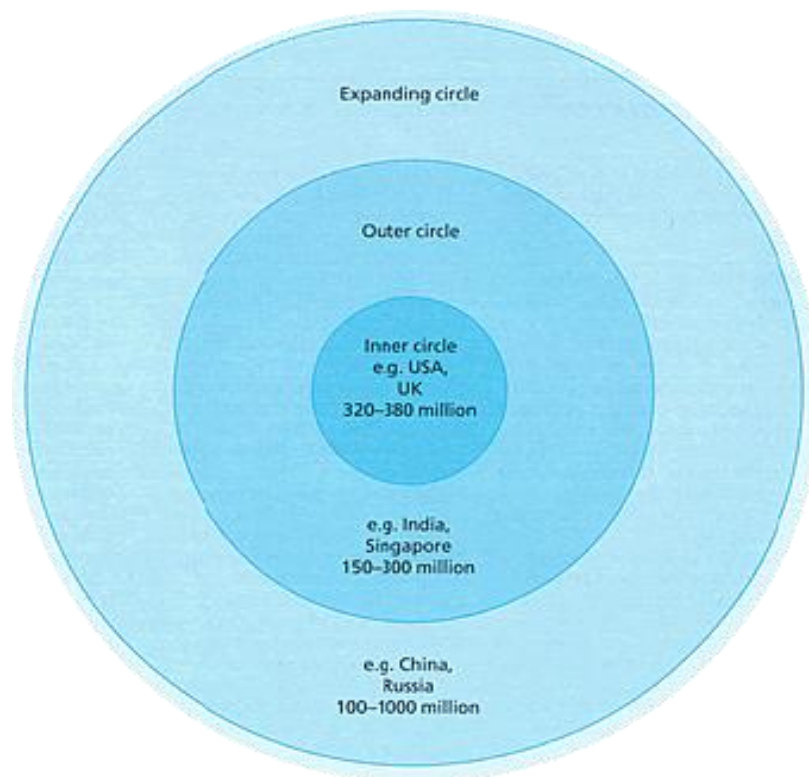 Expanding circle
Outer circle
Inner circle
e.g. USA,
UK
320–380 million
e.g. India,
Singapore
150–300 million
e.g. China,
Russia
100–1000 million